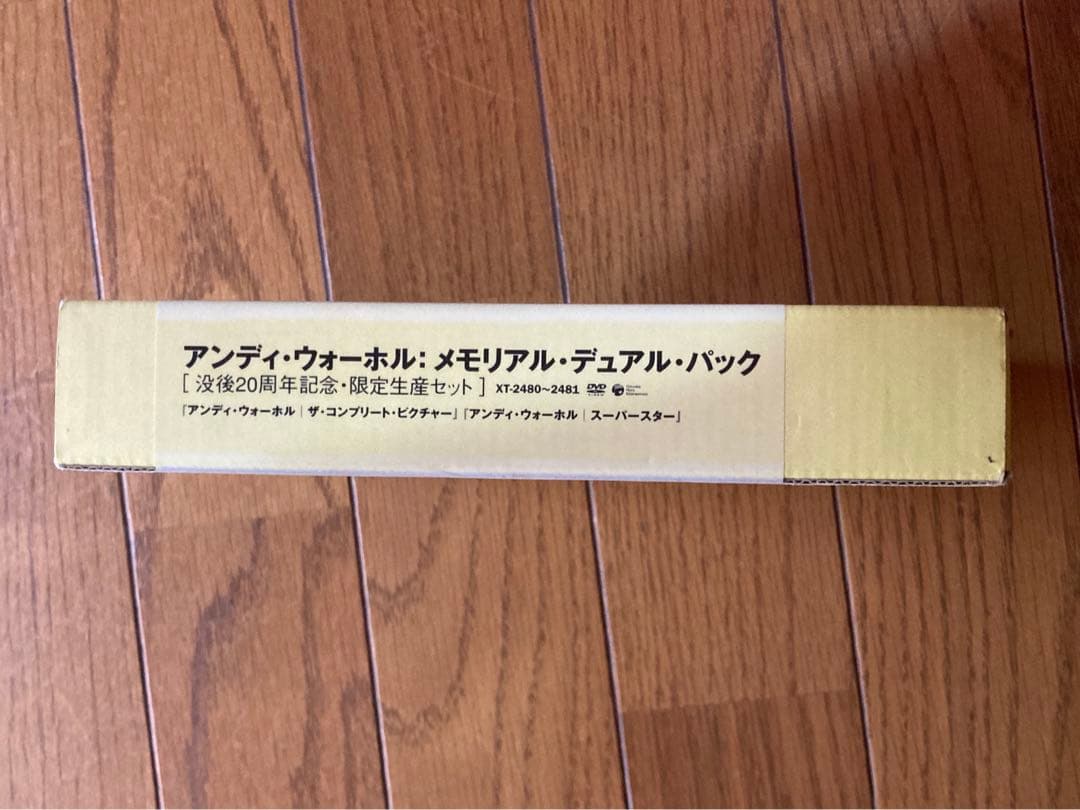 アンディ・ウォーホル：メモリアル・デュアル・パック
［没後20周年記念・限定生産セット］ XT-2480〜2481 DVD
『アンディ・ウォーホル｜ザ・コンプリート・ピクチャー』『アンディ・ウォーホル｜スーパースター』